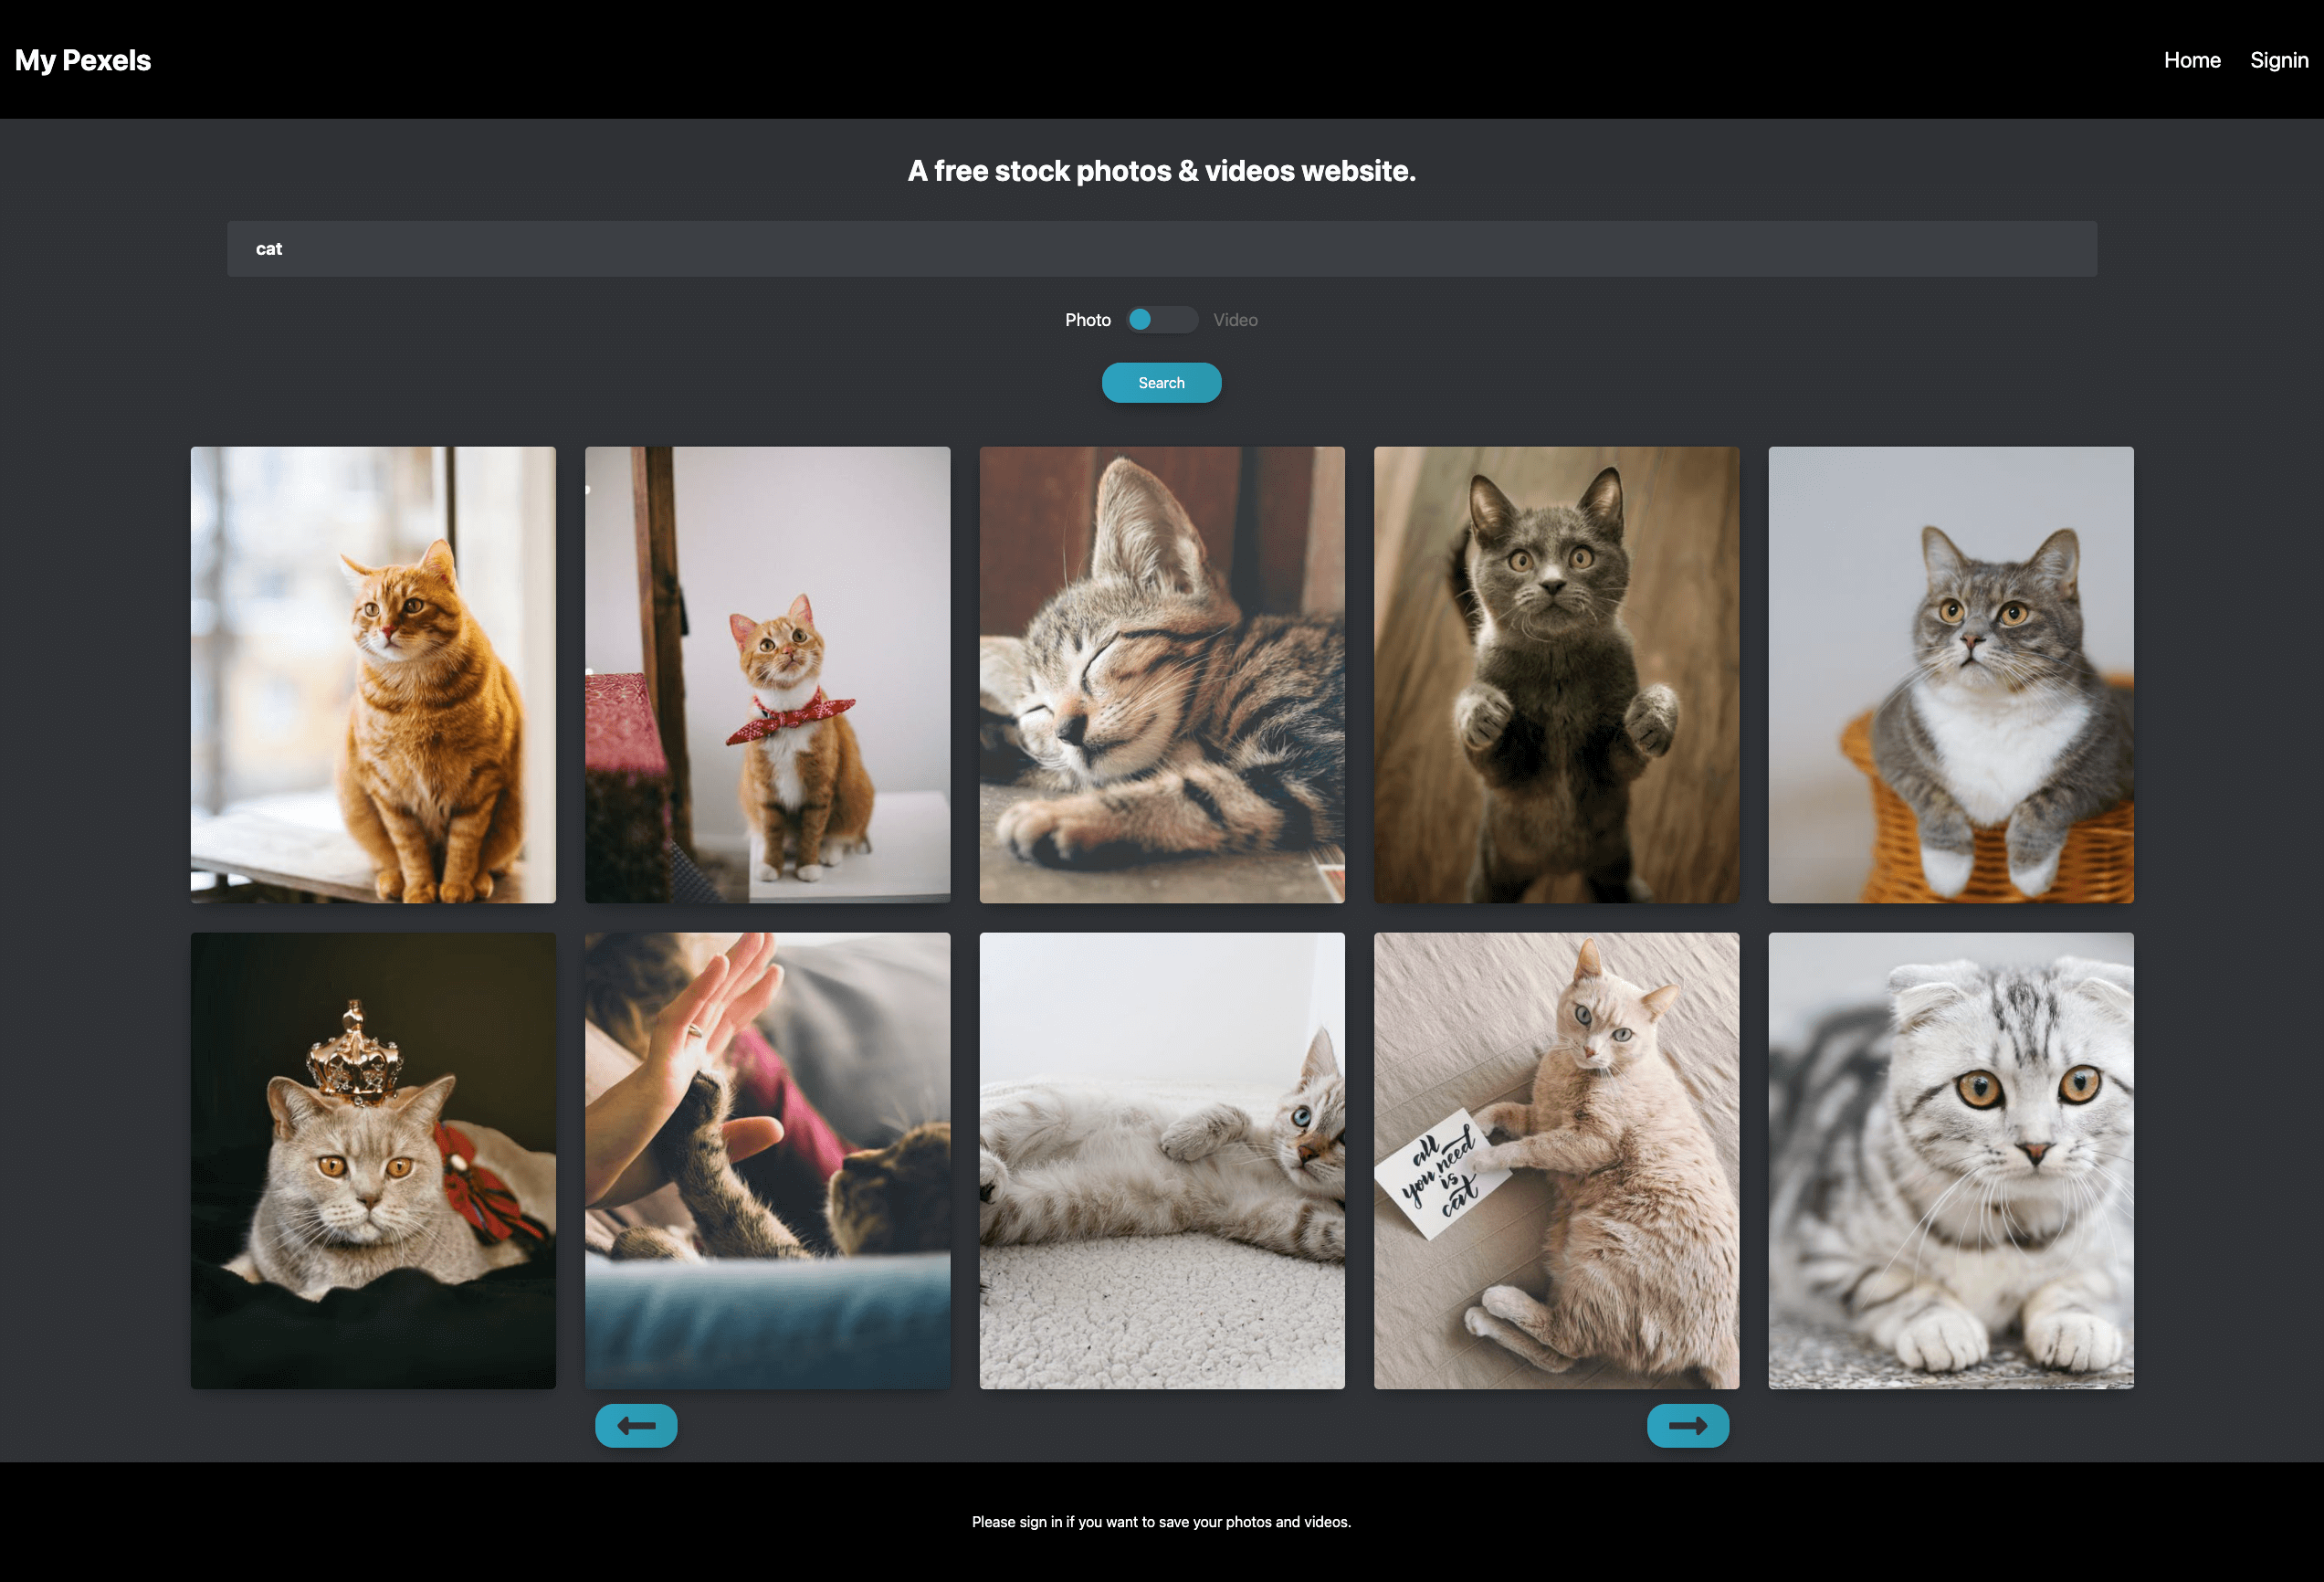 My Pexels
Home
Signin
A free stock photos & videos website.
cat
Photo
Video
Search
all
you need
is
cat
Please sign in if you want to save your photos and videos.